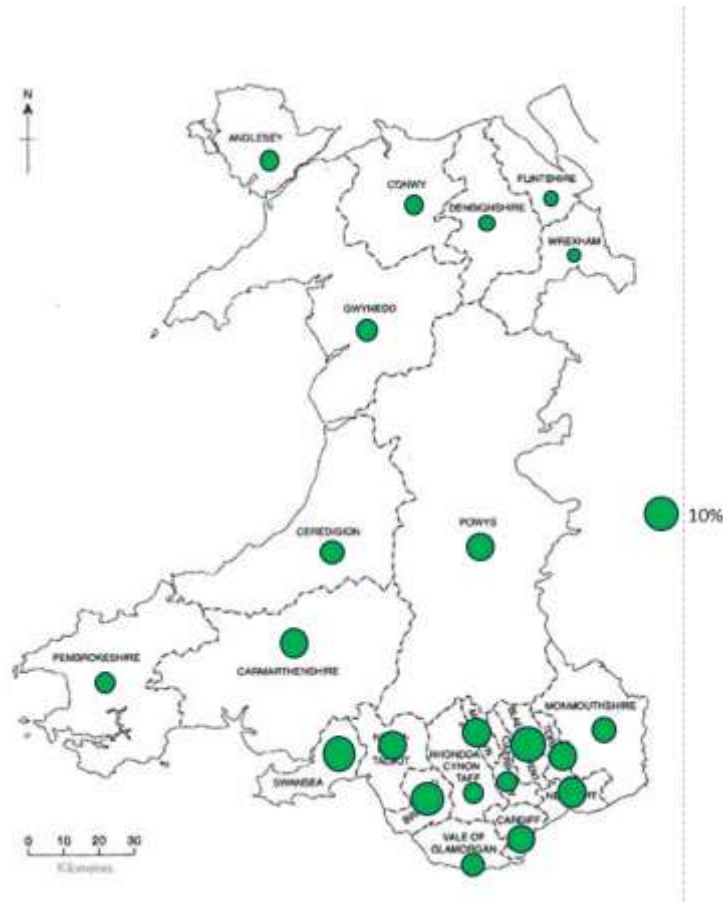 N
ANGLESEY
CONWY
FLINTSHIRE
DENBIGHSHIRE
WREXHAM
GWYNEDD
10%
CEREDIGION
POWYS
PEMBROKESHIRE
CARMARTHENSHIRE
MONMOUTHSHIRE
RHONDDA
CYNON
TAFF
SWANSEA
CARDIFF
VALE OF
GLAMORGAN
0 10 20 30
Kilometres